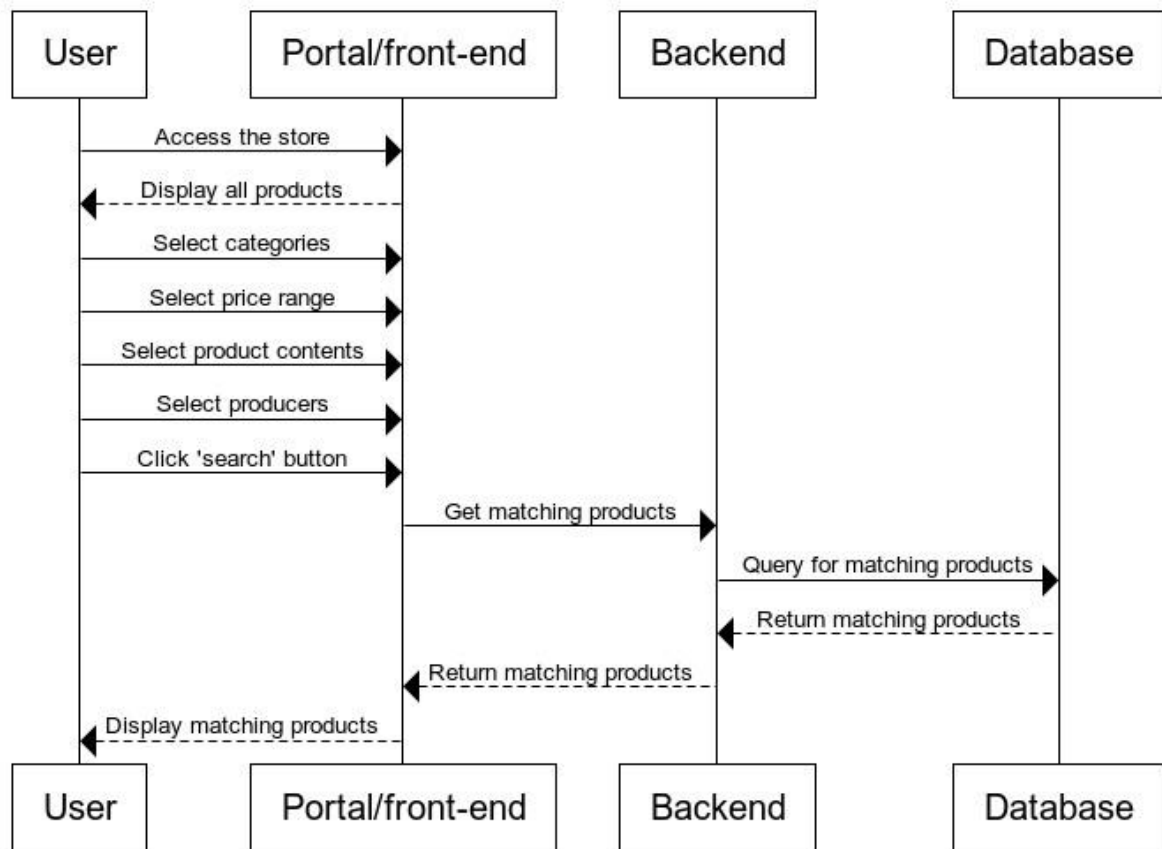 User
Portal/front-end
Backend
Database
Access the store
Display all products
Select categories
Select price range
Select product contents
Select producers
Click 'search' button
Get matching products
Query for matching products
Return matching products
Return matching products
Display matching products
User
Portal/front-end
Backend
Database